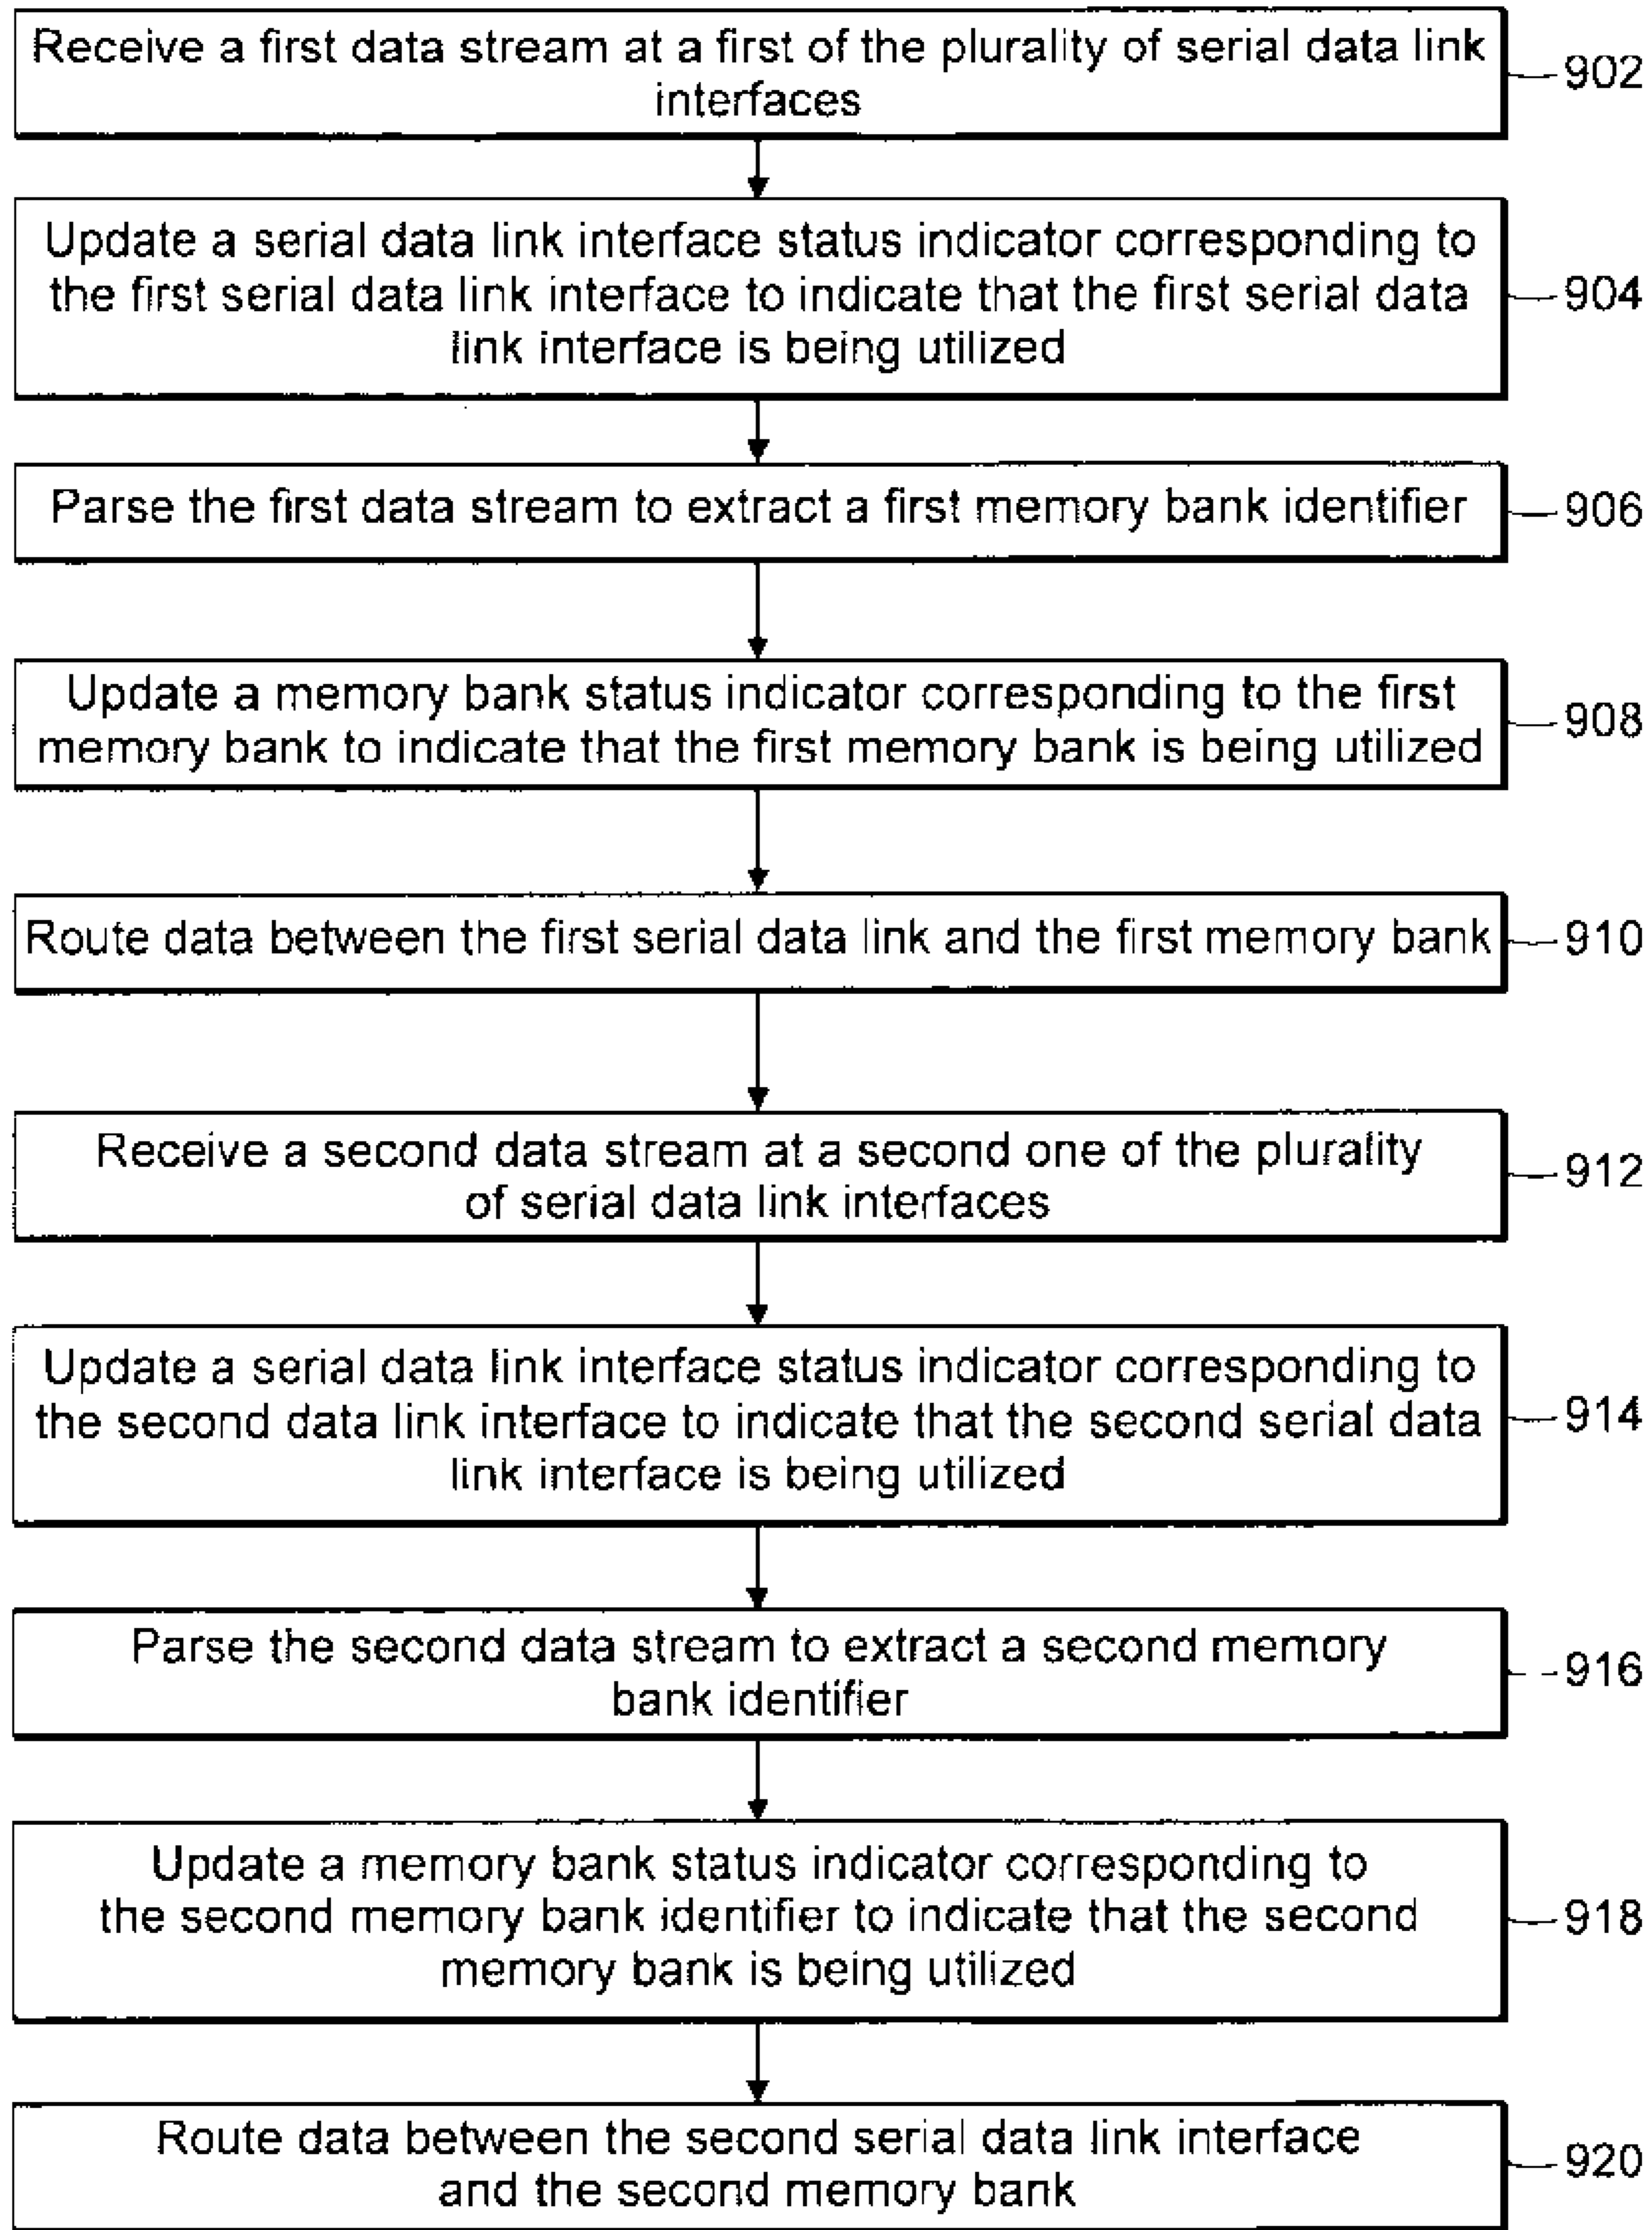 Receive a first data stream at a first of the plurality of serial data link
interfaces
902
Update a serial data link interface status indicator corresponding to
the first serial data link interface to indicate that the first serial data
link interface is being utilized
904
Parse the first data stream to extract a first memory bank identifier
906
Update a memory bank status indicator corresponding to the first
memory bank to indicate that the first memory bank is being utilized
908
Route data between the first serial data link and the first memory bank
910
Receive a second data stream at a second one of the plurality
of serial data link interfaces
912
Update a serial data link interface status indicator corresponding to
the second data link interface to indicate that the second serial data
link interface is being utilized
914
Parse the second data stream to extract a second memory
bank identifier
916
Update a memory bank status indicator corresponding to
the second memory bank identifier to indicate that the second
memory bank is being utilized
918
Route data between the second serial data link interface
and the second memory bank
920